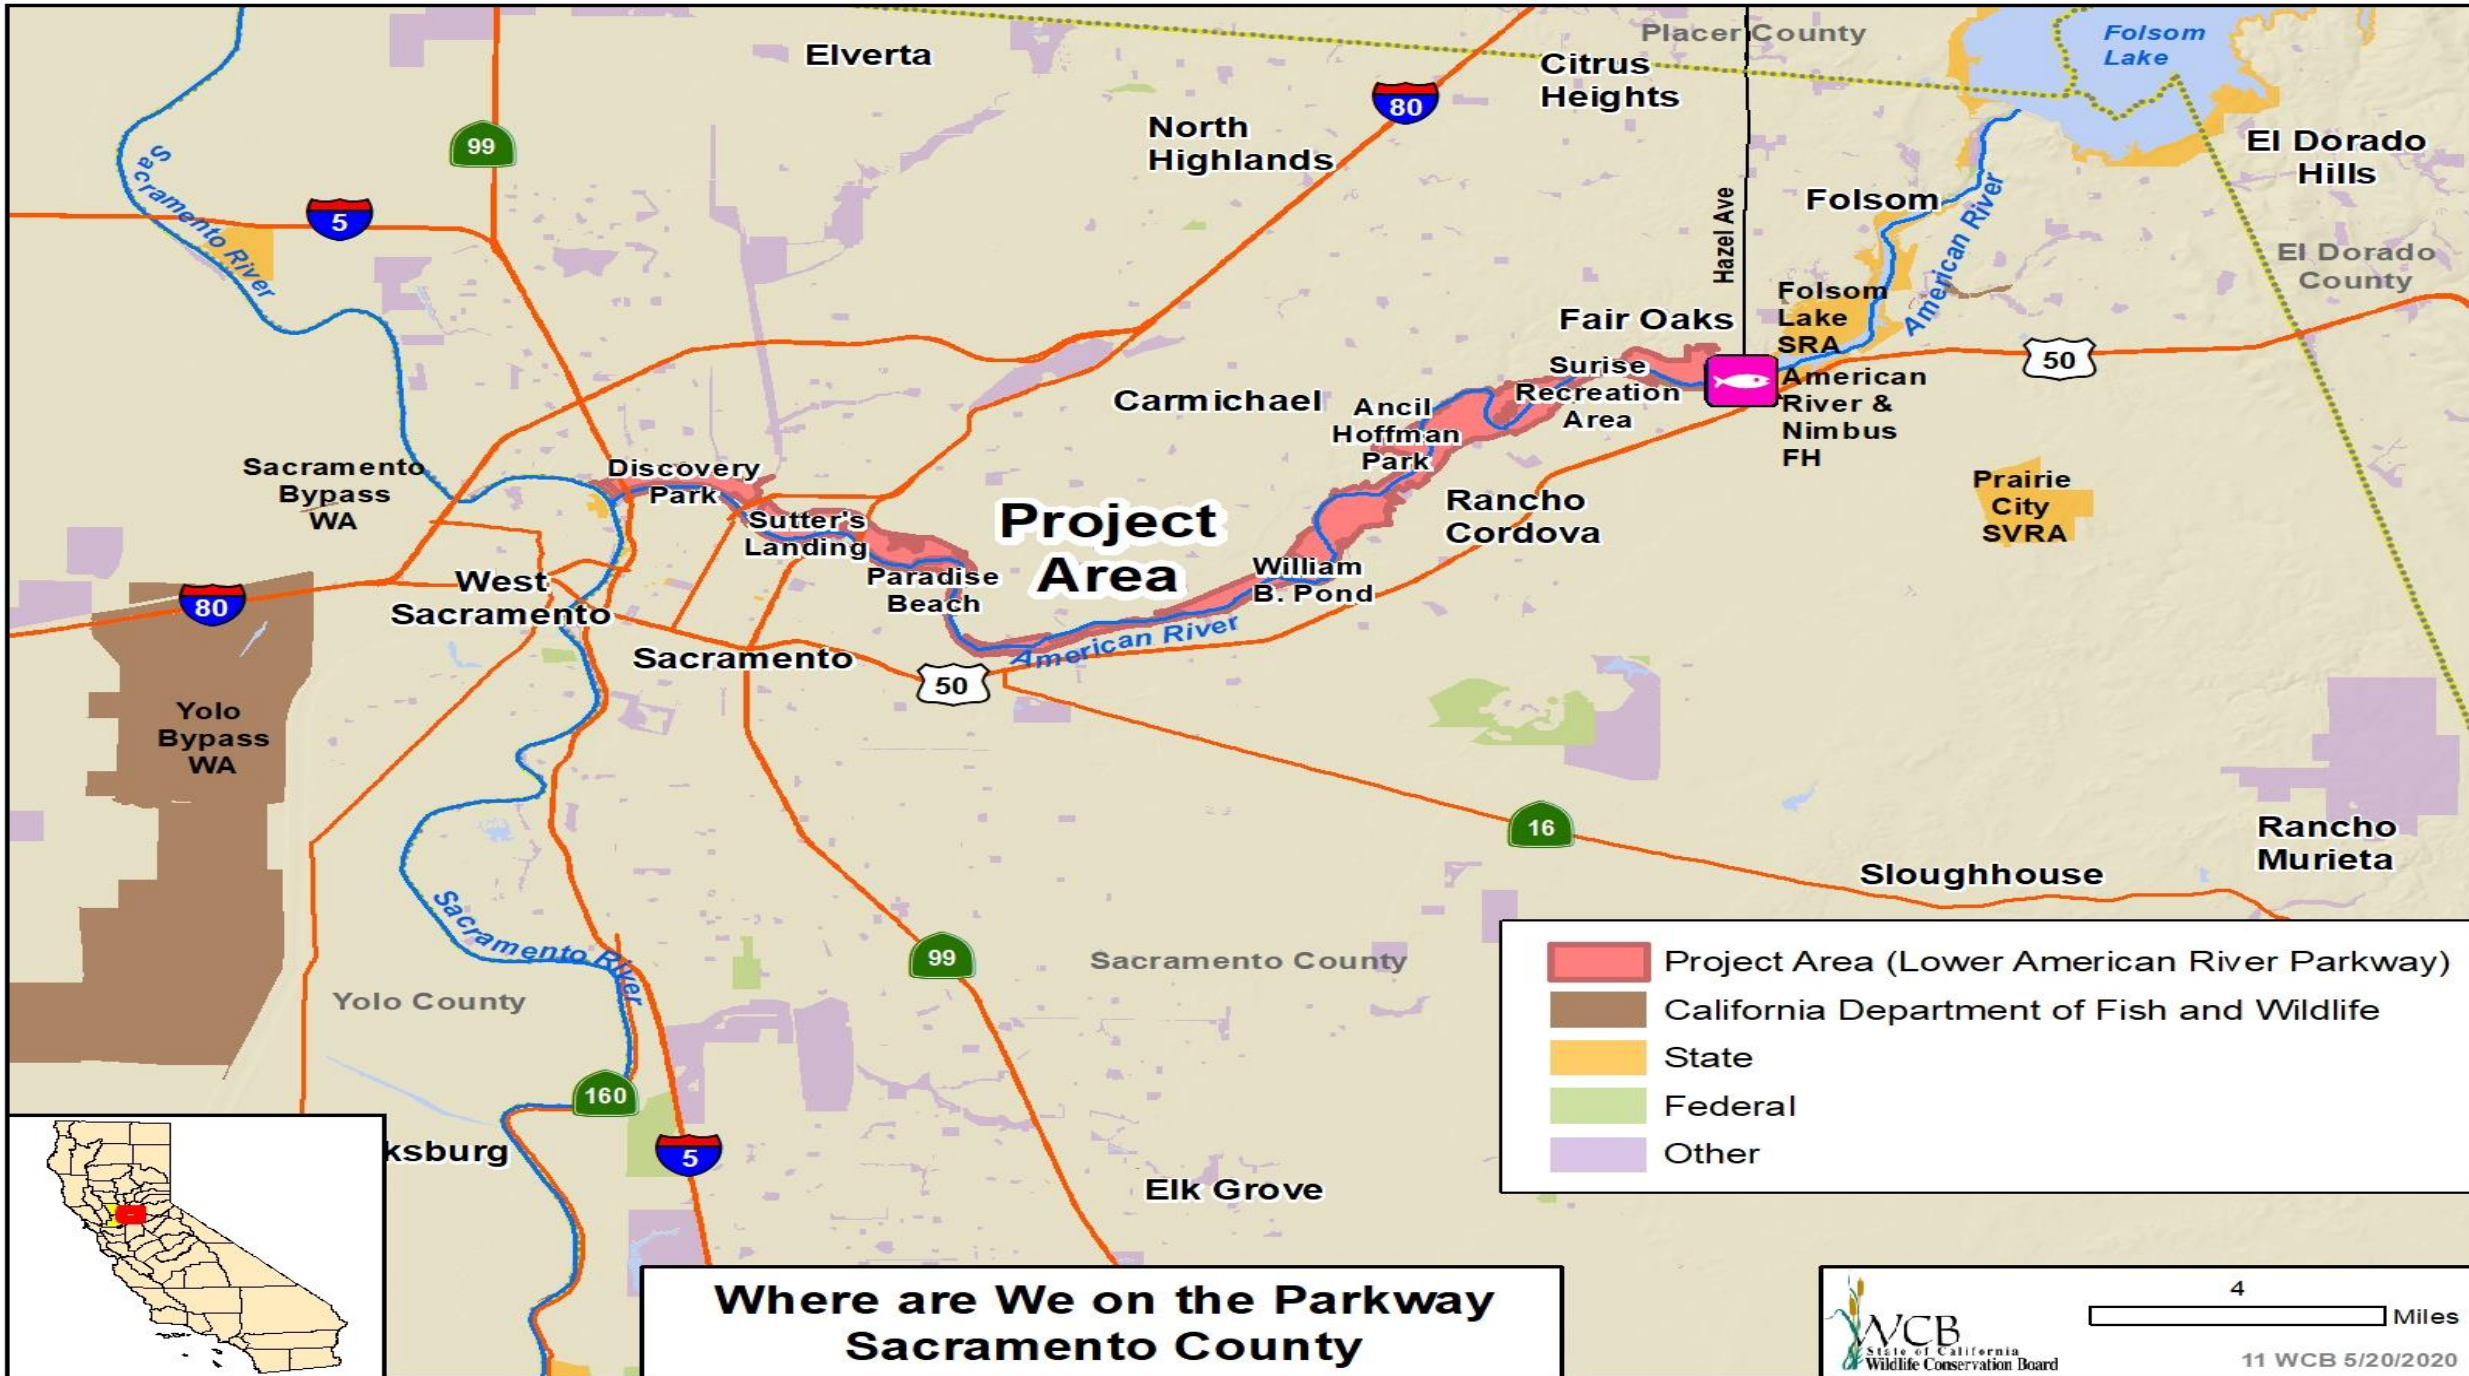 Placer County
Folsom
Lake
Elverta
Citrus
Heights
80
North
Highlands
El Dorado
Hills
99
Sacramento River
5
Hazel Ave
Folsom
American River
El Dorado
County
Folsom
Lake
SRA
Fair Oaks
50
Surise
Recreation
Area
American
River &
Nimbus
FH
Carmichael
Ancil
Hoffman
Park
Sacramento
Bypass
WA
Discovery
Park
Prairie
City
SVRA
Rancho
Cordova
Project
Area
Sutter's
Landing
Paradise
Beach
William
B. Pond
West
Sacramento
80
American River
Sacramento
50
Yolo
Bypass
WA
16
Rancho
Murieta
Sloughhouse
Sacramento River
99
Sacramento County
Yolo County
Project Area (Lower American River Parkway)
California Department of Fish and Wildlife
State
Federal
Other
160
5
ksburg
Elk Grove
Where are We on the Parkway
Sacramento County
4
Miles
WCB
State of California
Wildlife Conservation Board
11 WCB 5/20/2020